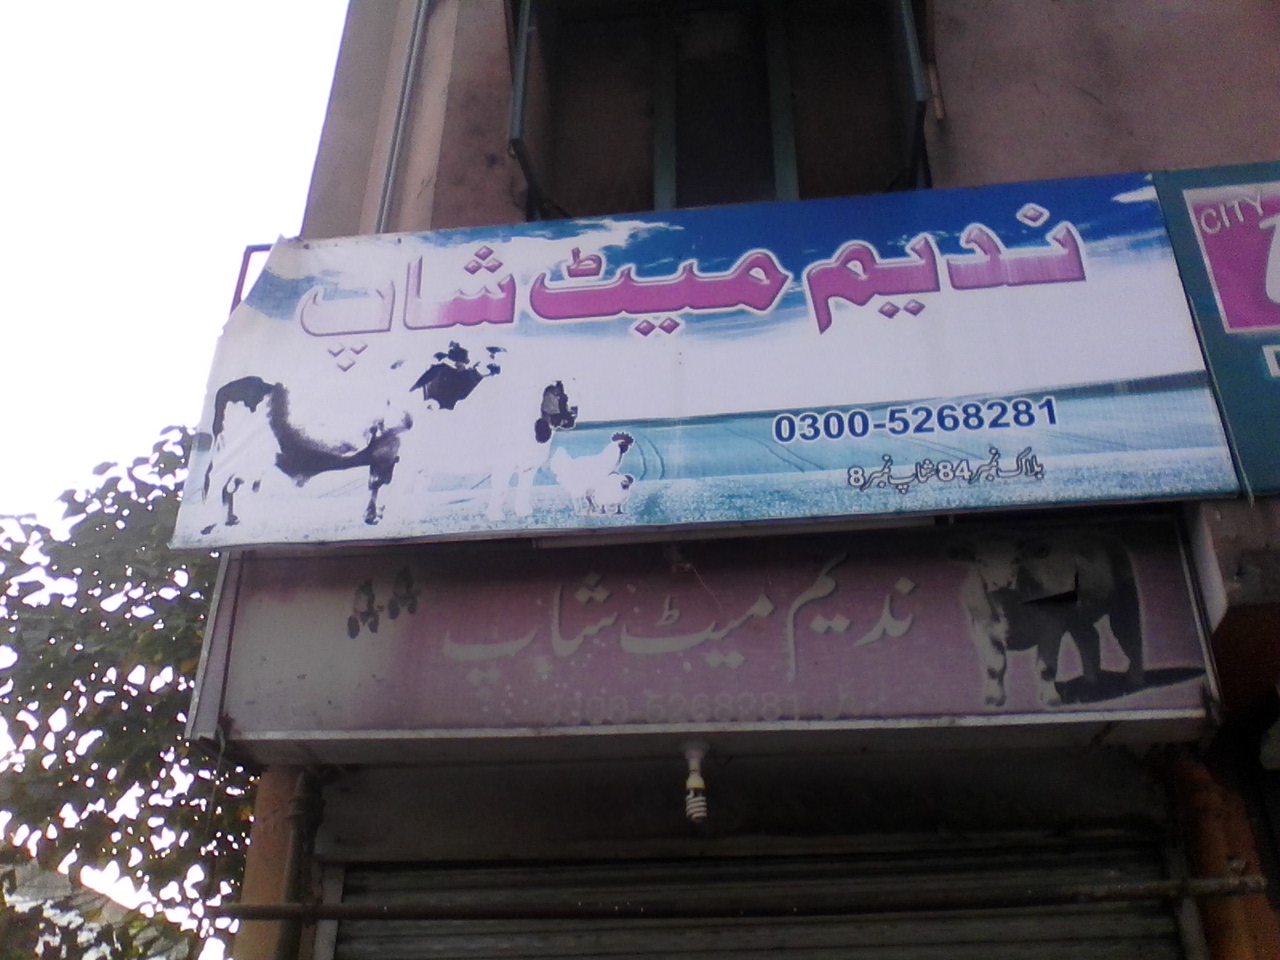 ندیم میٹ شاپ
0300-5268281
بلاک نمبر 84 شاپ نمبر 8
CITY
ندیم میٹ شاپ
0300-5268281